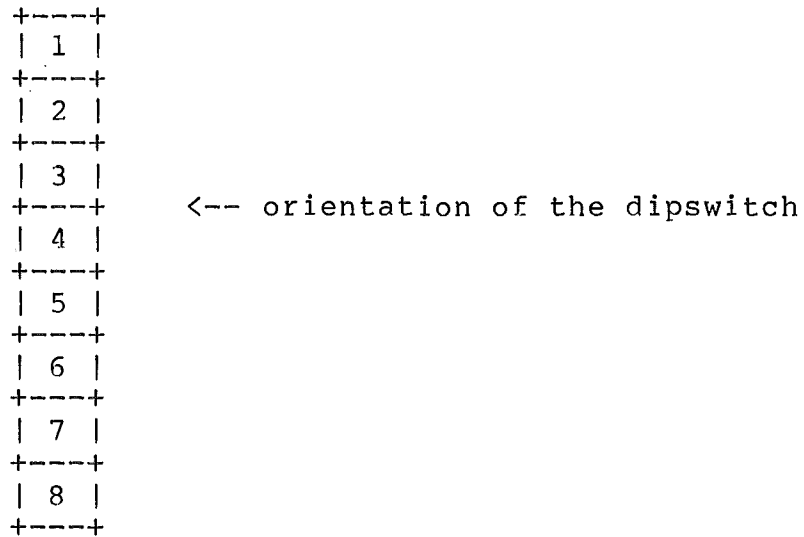 +---+
| 1 |
+---+
| 2 |
+---+
| 3 |
+---+     <-- orientation of the dipswitch
| 4 |
+---+
| 5 |
+---+
| 6 |
+---+
| 7 |
+---+
| 8 |
+---+